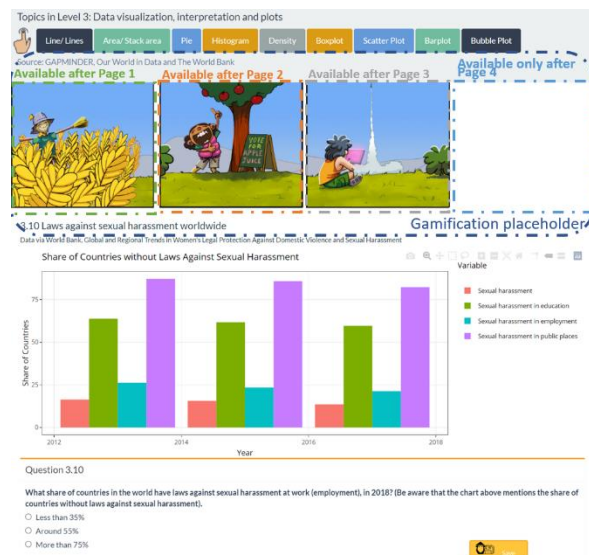 Topics in Level 3: Data visualization, interpretation and plots
Line/ Lines
Area/ Stack area
Pie
Histogram
Density
Boxplot
Scatter Plot
Barplot
Bubble Plot
Source: GAPMINDER, Our World in Data and The World Bank
Available after Page 1
Available after Page 2
Available after Page 3
Available only after
Page 4
VOTE
FOR
APPLE
JUICE
3.10 Laws against sexual harassment worldwide
Gamification placeholder
Data via World Bank, Global and Regional Trends in Women's Legal Protection Against Domestic Violence and Sexual Harassment
Share of Countries without Laws Against Sexual Harassment
Variable
Sexual harassment
Sexual harassment in education
Sexual harassment in employment
Sexual harassment in public places
Share of Countries
75
50
25
0
2012
2014
2016
2018
Year
Question 3.10
What share of countries in the world have laws against sexual harassment at work (employment), in 2018? (Be aware that the chart above mentions the share of
countries without laws against sexual harassment).
Less than 35%
Around 55%
More than 75%